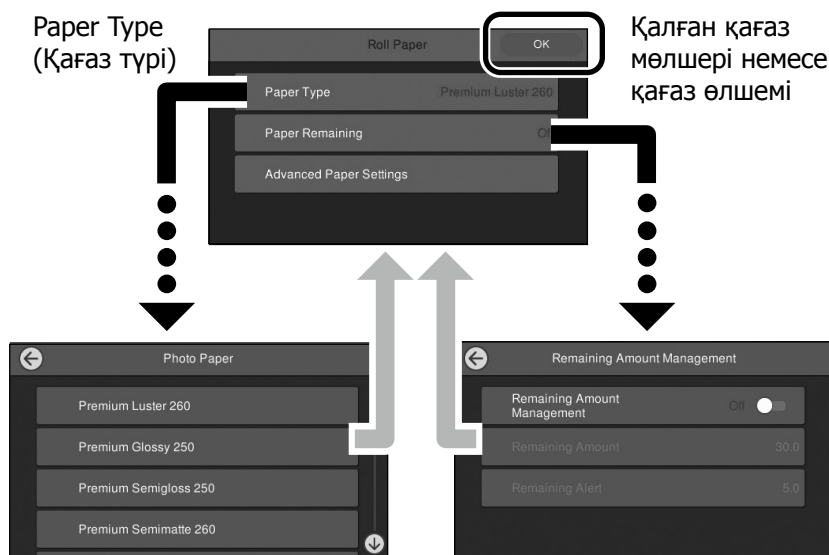 Paper Type
(Қағаз түрі)
Roll Paper
OK
Қалған қағаз
мөлшері немесе
қағаз өлшемі
Paper Type
Premium Luster 260
Paper Remaining
Advanced Paper Settings
Photo Paper
Premium Luster 260
Premium Glossy 250
Premium Semigloss 250
Premium Semimatte 260
Remaining Amount Management
Remaining Amount
Management
Off
Remaining Amount
30.0
Remaining Alert
5.0